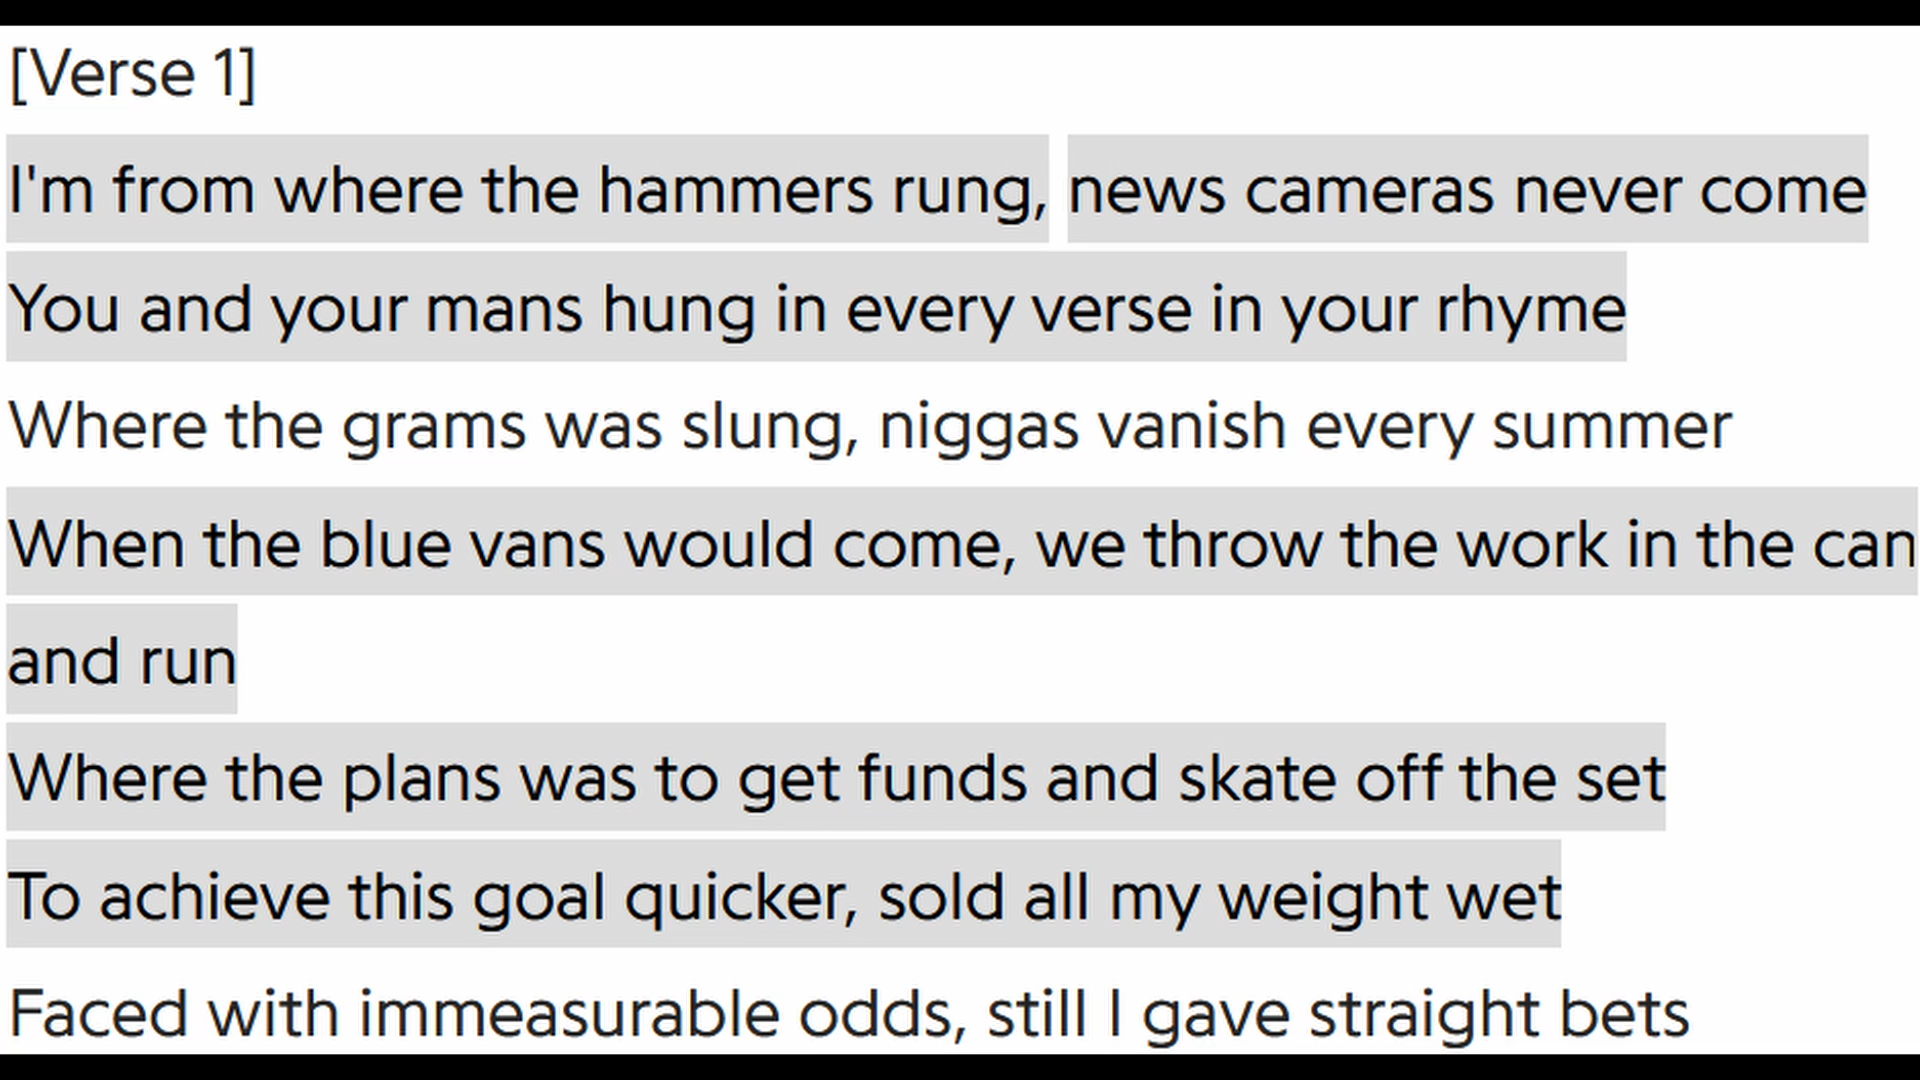 [Verse 1]
I'm from where the hammers rung, news cameras never come
You and your mans hung in every verse in your rhyme
Where the grams was slung, niggas vanish every summer
When the blue vans would come, we throw the work in the can
and run
Where the plans was to get funds and skate off the set
To achieve this goal quicker, sold all my weight wet
Faced with immeasurable odds, still I gave straight bets